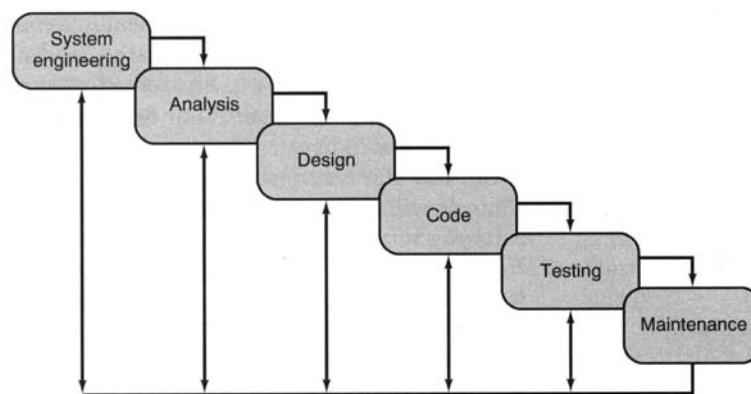 System
engineering
Analysis
Design
Code
Testing
Maintenance